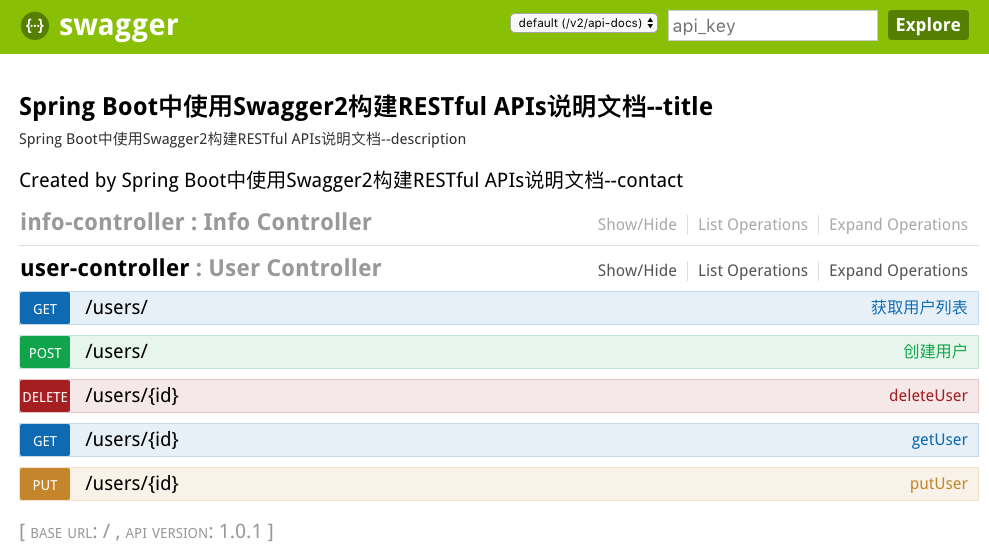 {···} swagger default (/v2/api-docs) api_key Explore
Spring Boot中使用Swagger2构建RESTful APIs说明文档--title
Spring Boot中使用Swagger2构建RESTful APIs说明文档--description
Created by Spring Boot中使用Swagger2构建RESTful APIs说明文档--contact
info-controller : Info Controller Show/Hide List Operations Expand Operations
user-controller : User Controller Show/Hide List Operations Expand Operations
GET /users/ 获取用户列表
POST /users/ 创建用户
DELETE /users/{id} deleteUser
GET /users/{id} getUser
PUT /users/{id} putUser
[ BASE URL: / , API VERSION: 1.0.1 ]